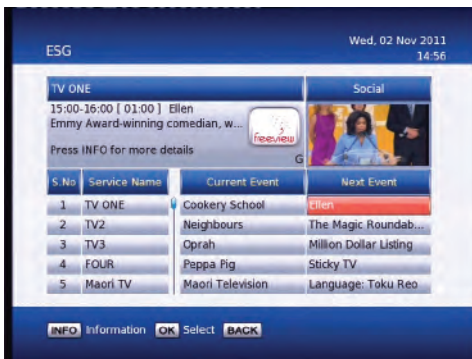 ESG
Wed, 02 Nov 2011
14:56
TV ONE
Social
15:00-16:00 [ 01:00 ] Ellen
Emmy Award-winning comedian, w...
Press INFO for more details
freeview
G
S.No Service Name Current Event Next Event
1 TV ONE Cookery School Ellen
2 TV2 Neighbours The Magic Roundab...
3 TV3 Oprah Million Dollar Listing
4 FOUR Peppa Pig Sticky TV
5 Maori TV Maori Television Language: Toku Reo
INFO Information OK Select BACK